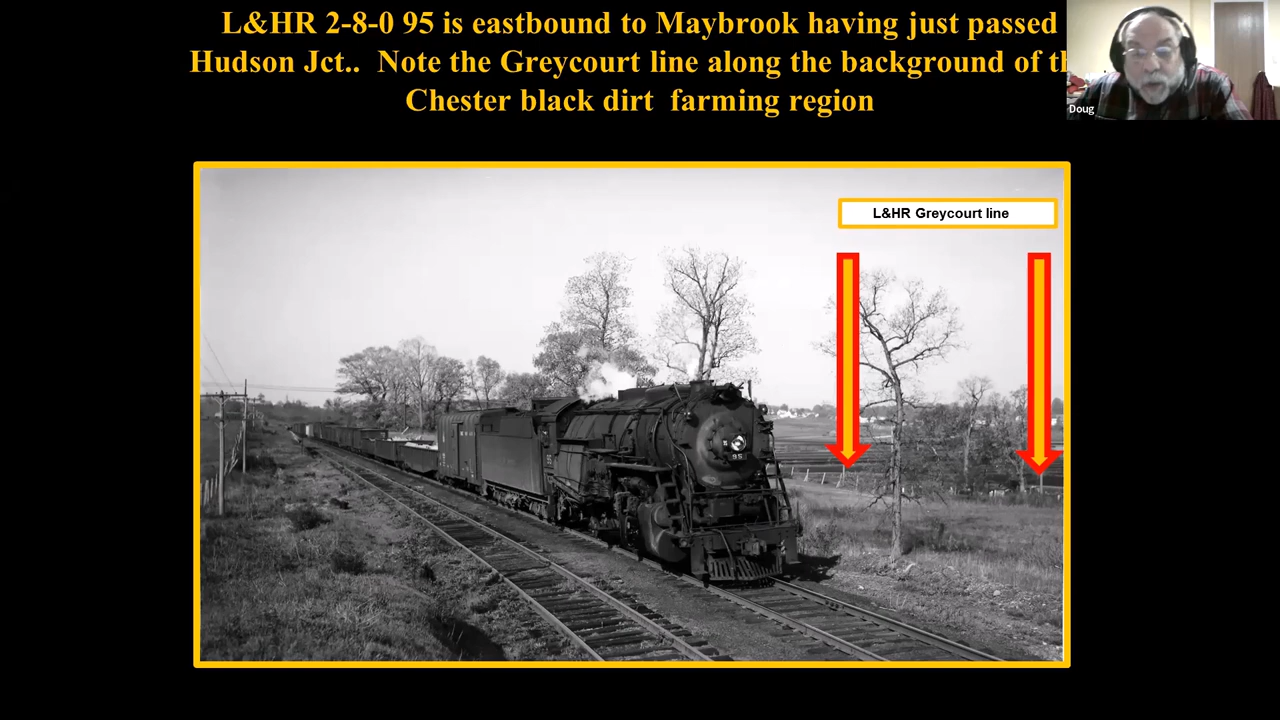 L&HR 2-8-0 95 is eastbound to Maybrook having just passed
Hudson Jct.. Note the Greycourt line along the background of
Chester black dirt farming region
Doug
L&HR Greycourt line
95
95